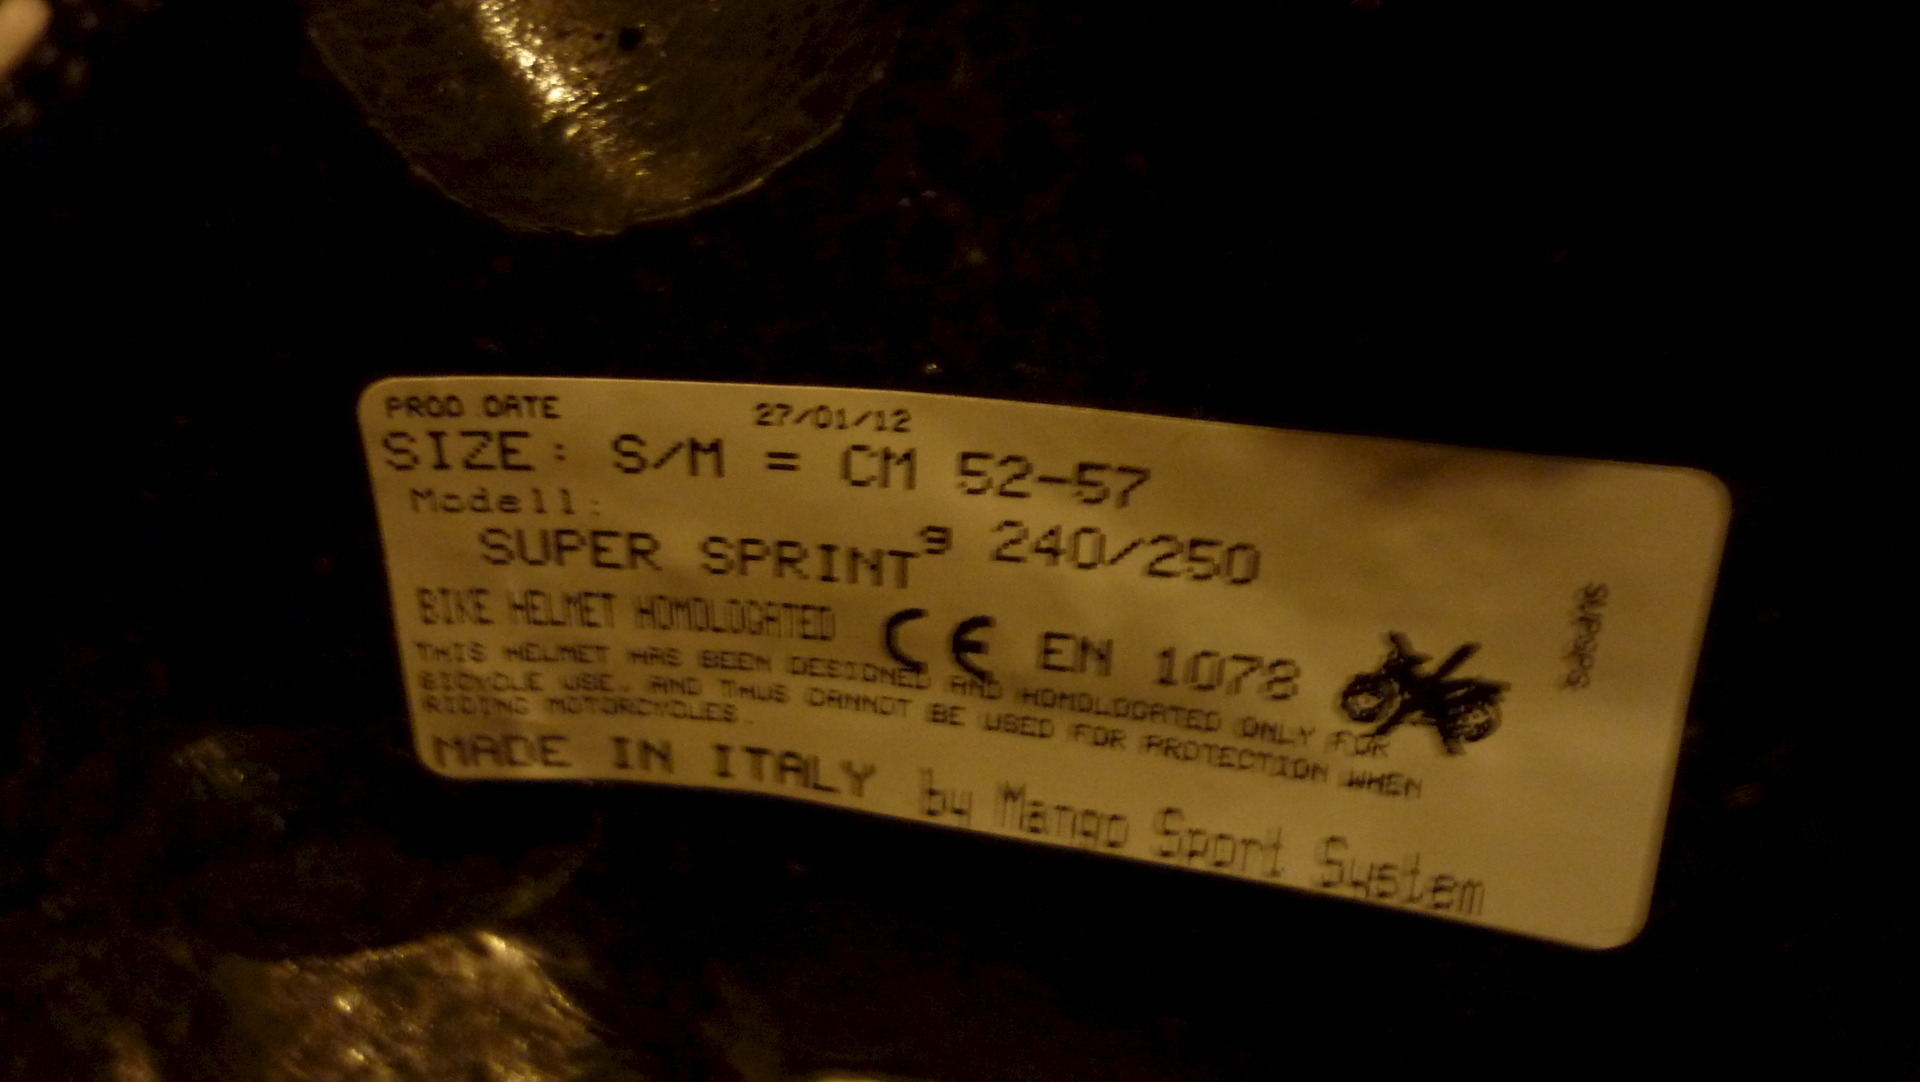 PROD.DATE 27/01/12
SIZE: S/M = CM 52-57
Modell:
SUPER SPRINT g 240/250
BIKE HELMET HOMOLOGATED CE EN 1078
THIS HELMET HAS BEEN DESIGNED AND HOMOLOGATED ONLY FOR
BICYCLE USE, AND THUS CANNOT BE USED FOR PROTECTION WHEN
RIDING MOTORCYCLES.
MADE IN ITALY by Mango Sport System